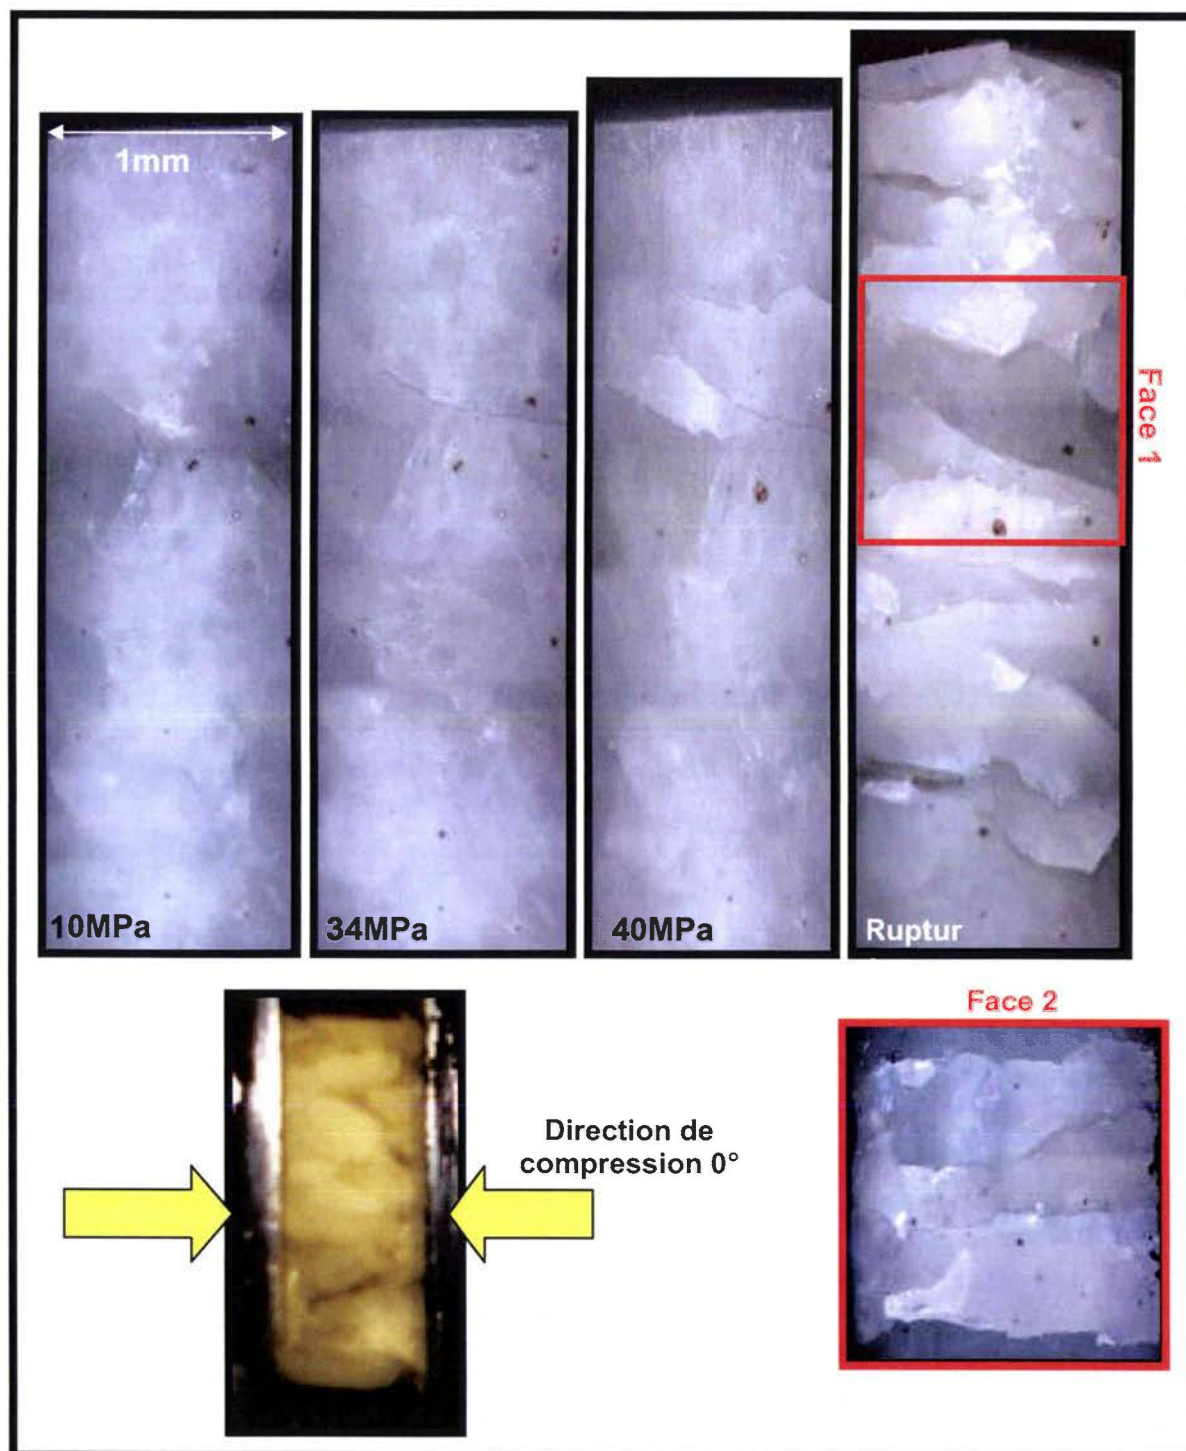 1mm
10MPa
34MPa
40MPa
Ruptur
Face 1
Face 2
Direction de
compression 0°